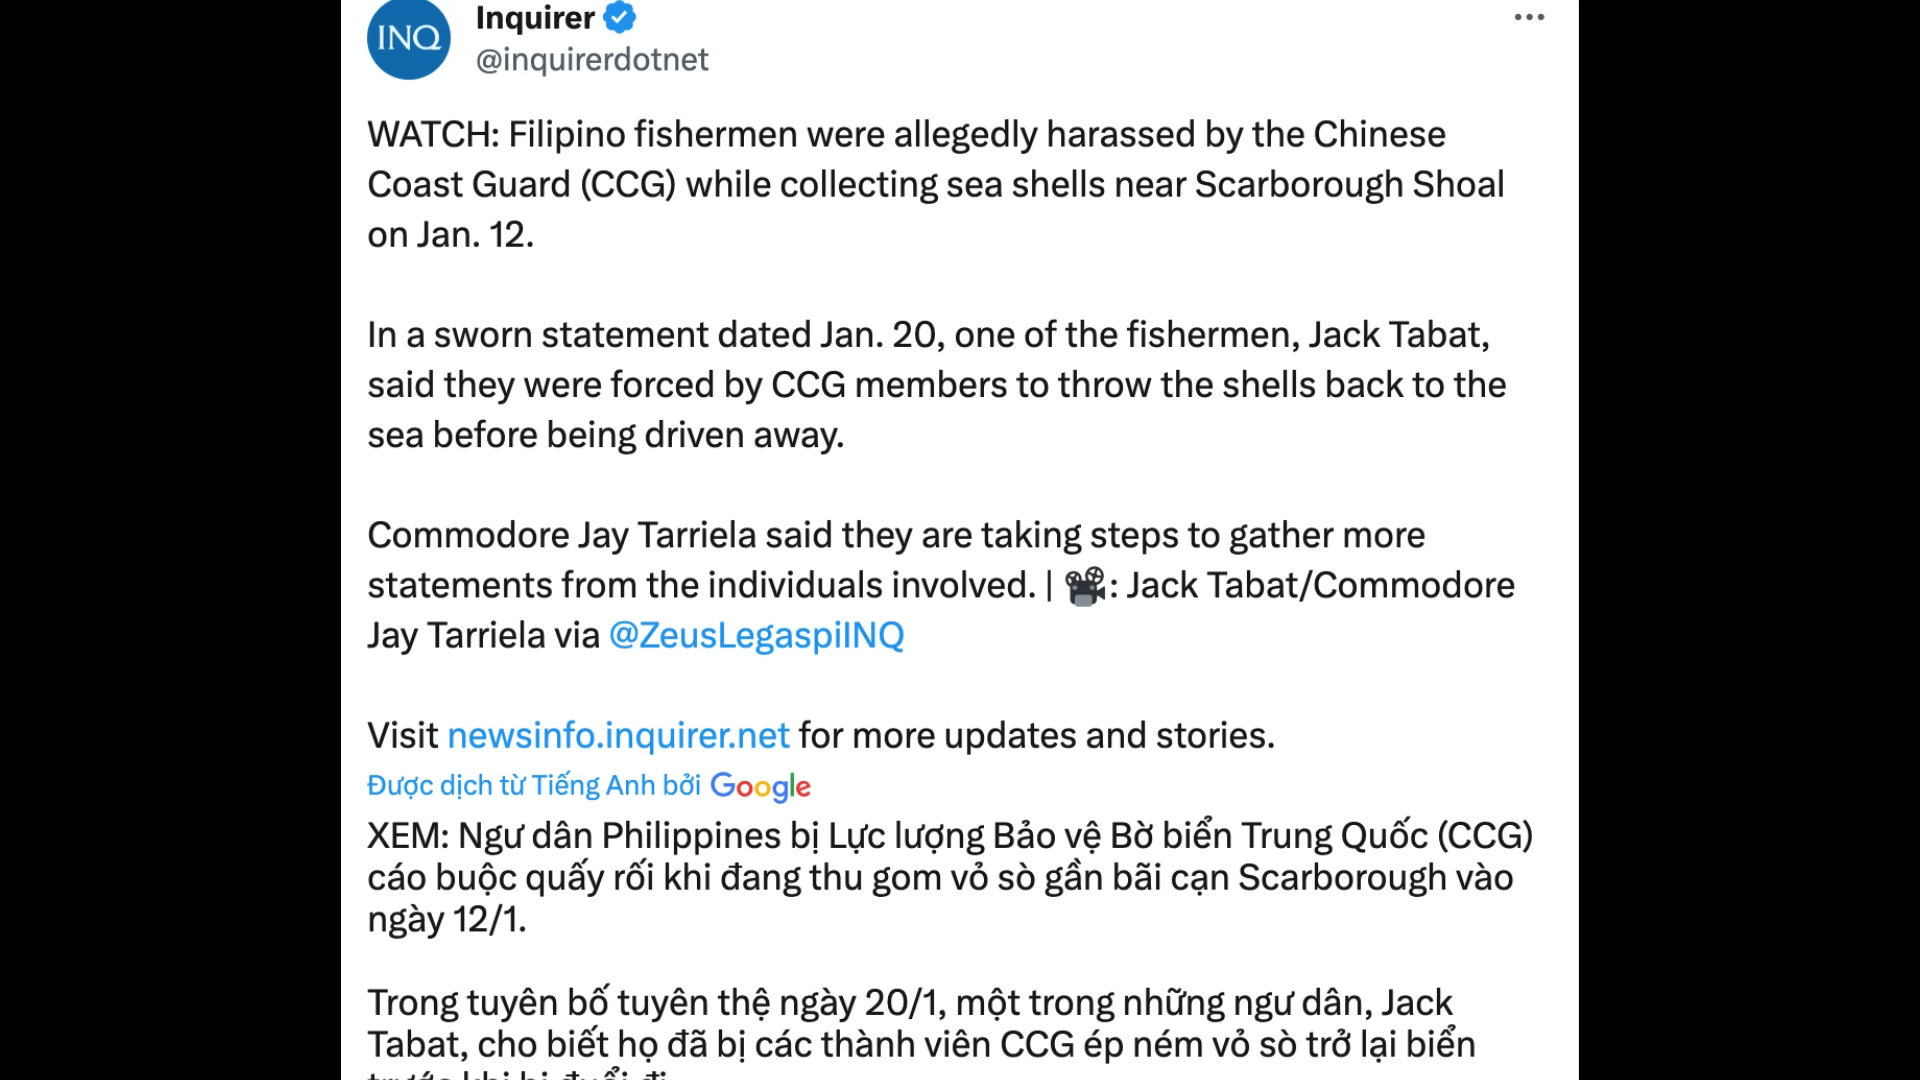 INQ
Inquirer
@inquirerdotnet
WATCH: Filipino fishermen were allegedly harassed by the Chinese
Coast Guard (CCG) while collecting sea shells near Scarborough Shoal
on Jan. 12.
In a sworn statement dated Jan. 20, one of the fishermen, Jack Tabat,
said they were forced by CCG members to throw the shells back to the
sea before being driven away.
Commodore Jay Tarriela said they are taking steps to gather more
statements from the individuals involved. | 🎥: Jack Tabat/Commodore
Jay Tarriela via @ZeusLegaspiINQ
Visit newsinfo.inquirer.net for more updates and stories.
Được dịch từ Tiếng Anh bởi Google
XEM: Ngư dân Philippines bị Lực lượng Bảo vệ Bờ biển Trung Quốc (CCG)
cáo buộc quấy rối khi đang thu gom vỏ sò gần bãi cạn Scarborough vào
ngày 12/1.
Trong tuyên bố tuyên thệ ngày 20/1, một trong những ngư dân, Jack
Tabat, cho biết họ đã bị các thành viên CCG ép ném vỏ sò trở lại biển
trước khi bị đuổi đi.